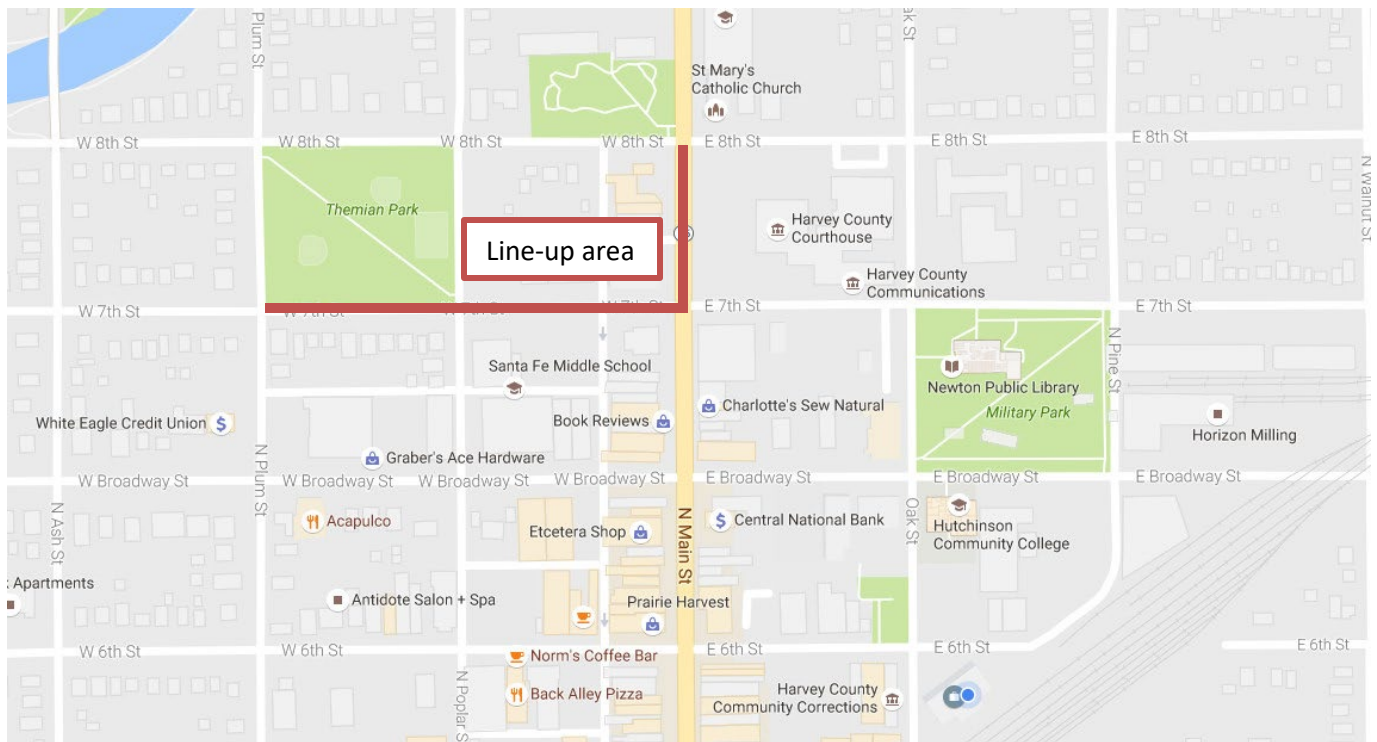 Plum St
Oak St
St Mary's
Catholic Church
W 8th St
W 8th St
W 8th St
W 8th St
E 8th St
E 8th St
E 8th St
N Walnut St
Themian Park
Line-up area
Harvey County
Courthouse
Harvey County
Communications
W 7th St
W 7th St
W 7th St
E 7th St
E 7th St
N Pine St
Santa Fe Middle School
Newton Public Library
Military Park
White Eagle Credit Union
Book Reviews
Charlotte's Sew Natural
Horizon Milling
Graber's Ace Hardware
N Plum St
W Broadway St
W Broadway St
W Broadway St
W Broadway St
E Broadway St
E Broadway St
E Broadway St
N Ash St
Acapulco
Etcetera Shop
N Main St
Central National Bank
Oak St
Hutchinson
Community College
Apartments
Antidote Salon + Spa
Prairie Harvest
W 6th St
W 6th St
Norm's Coffee Bar
E 6th St
E 6th St
E 6th St
N Poplar S
Back Alley Pizza
Harvey County
Community Corrections